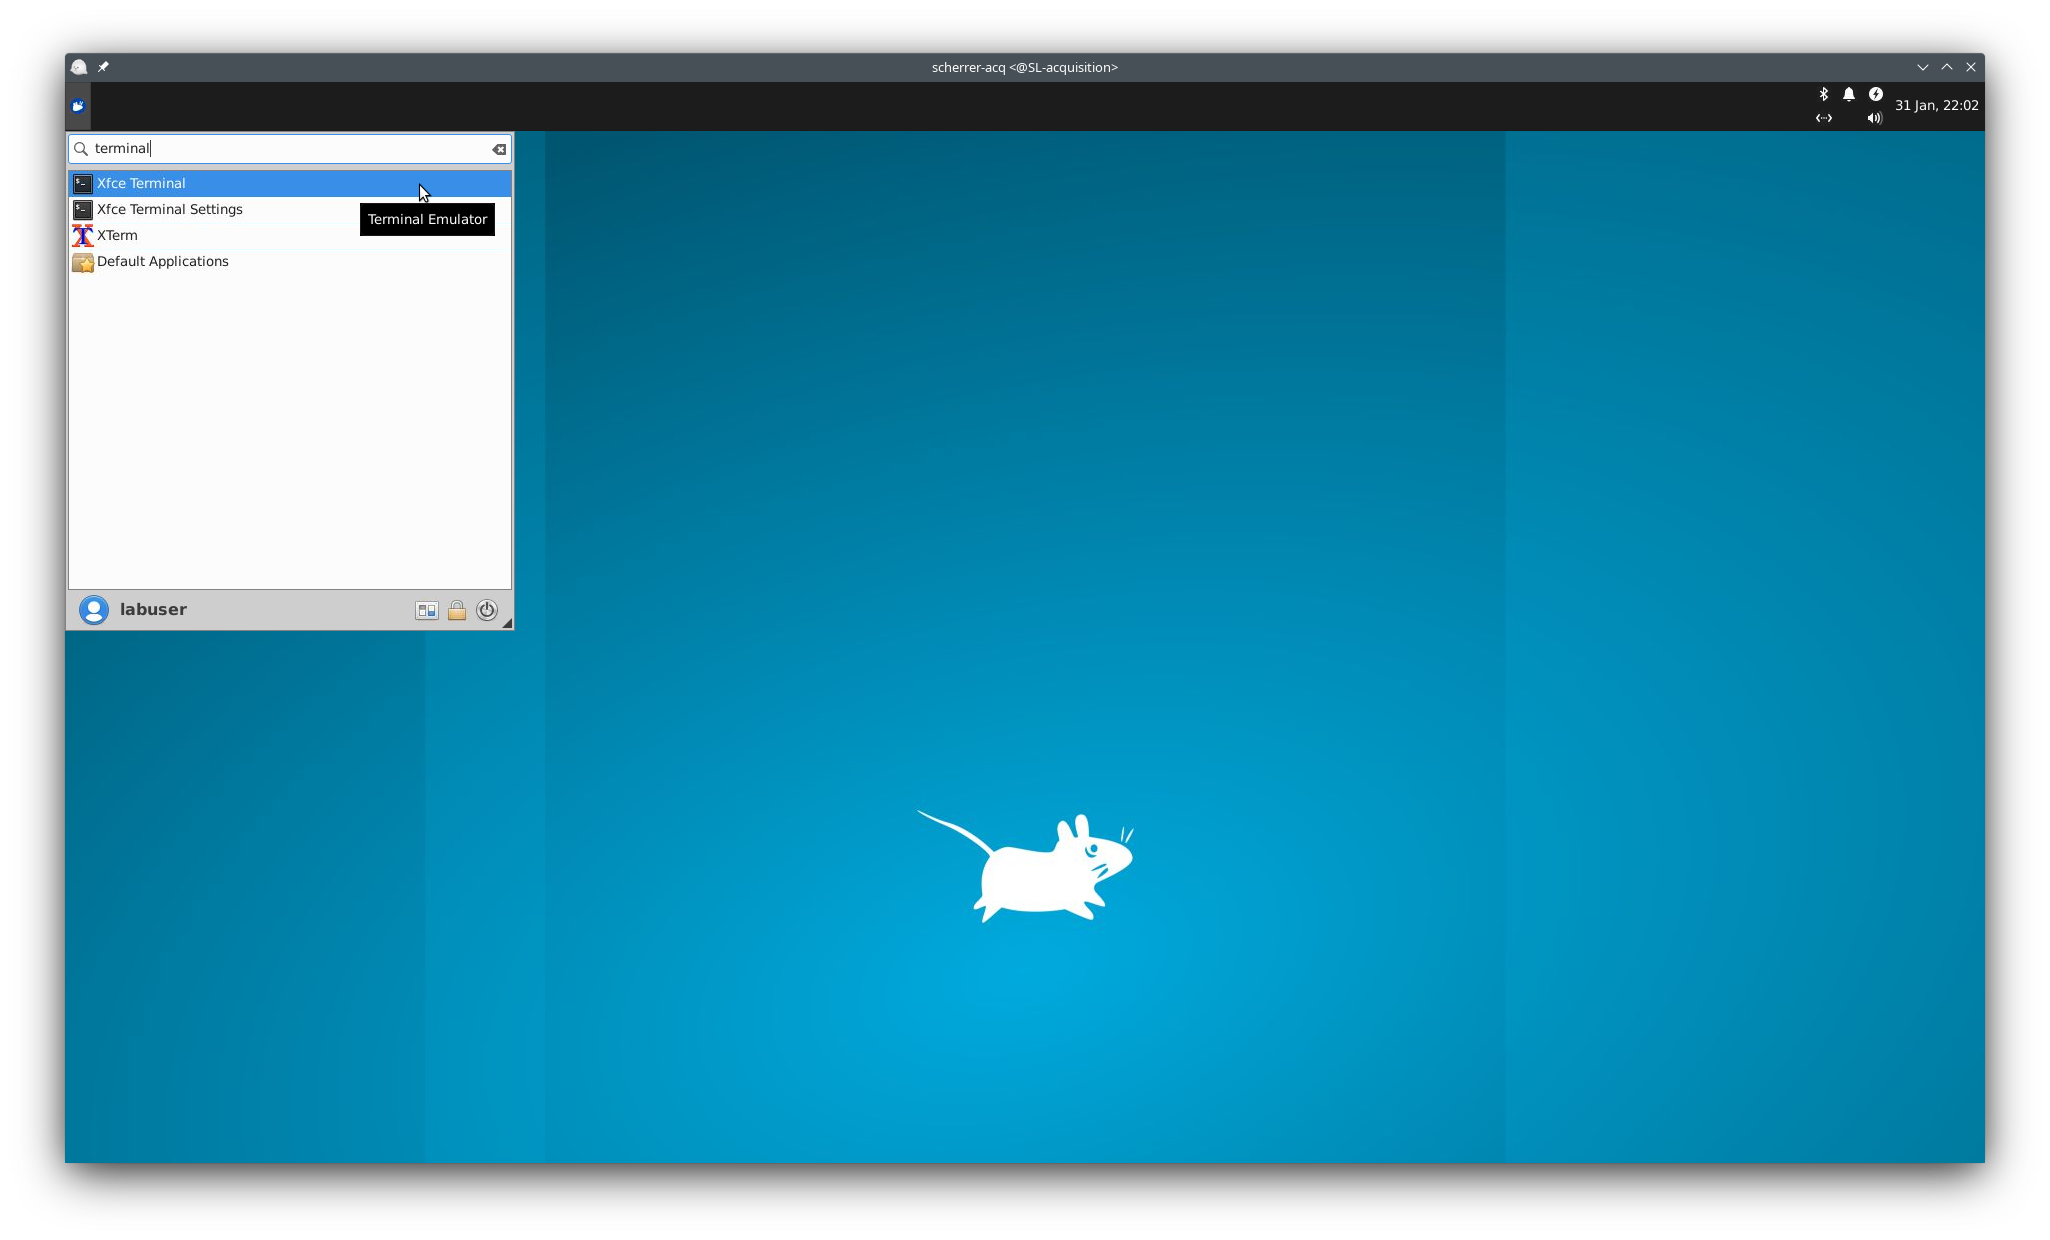 scherrer-acq <@SL-acquisition>
31 Jan, 22:02
terminal
Xfce Terminal
Xfce Terminal Settings
Terminal Emulator
XTerm
Default Applications
labuser